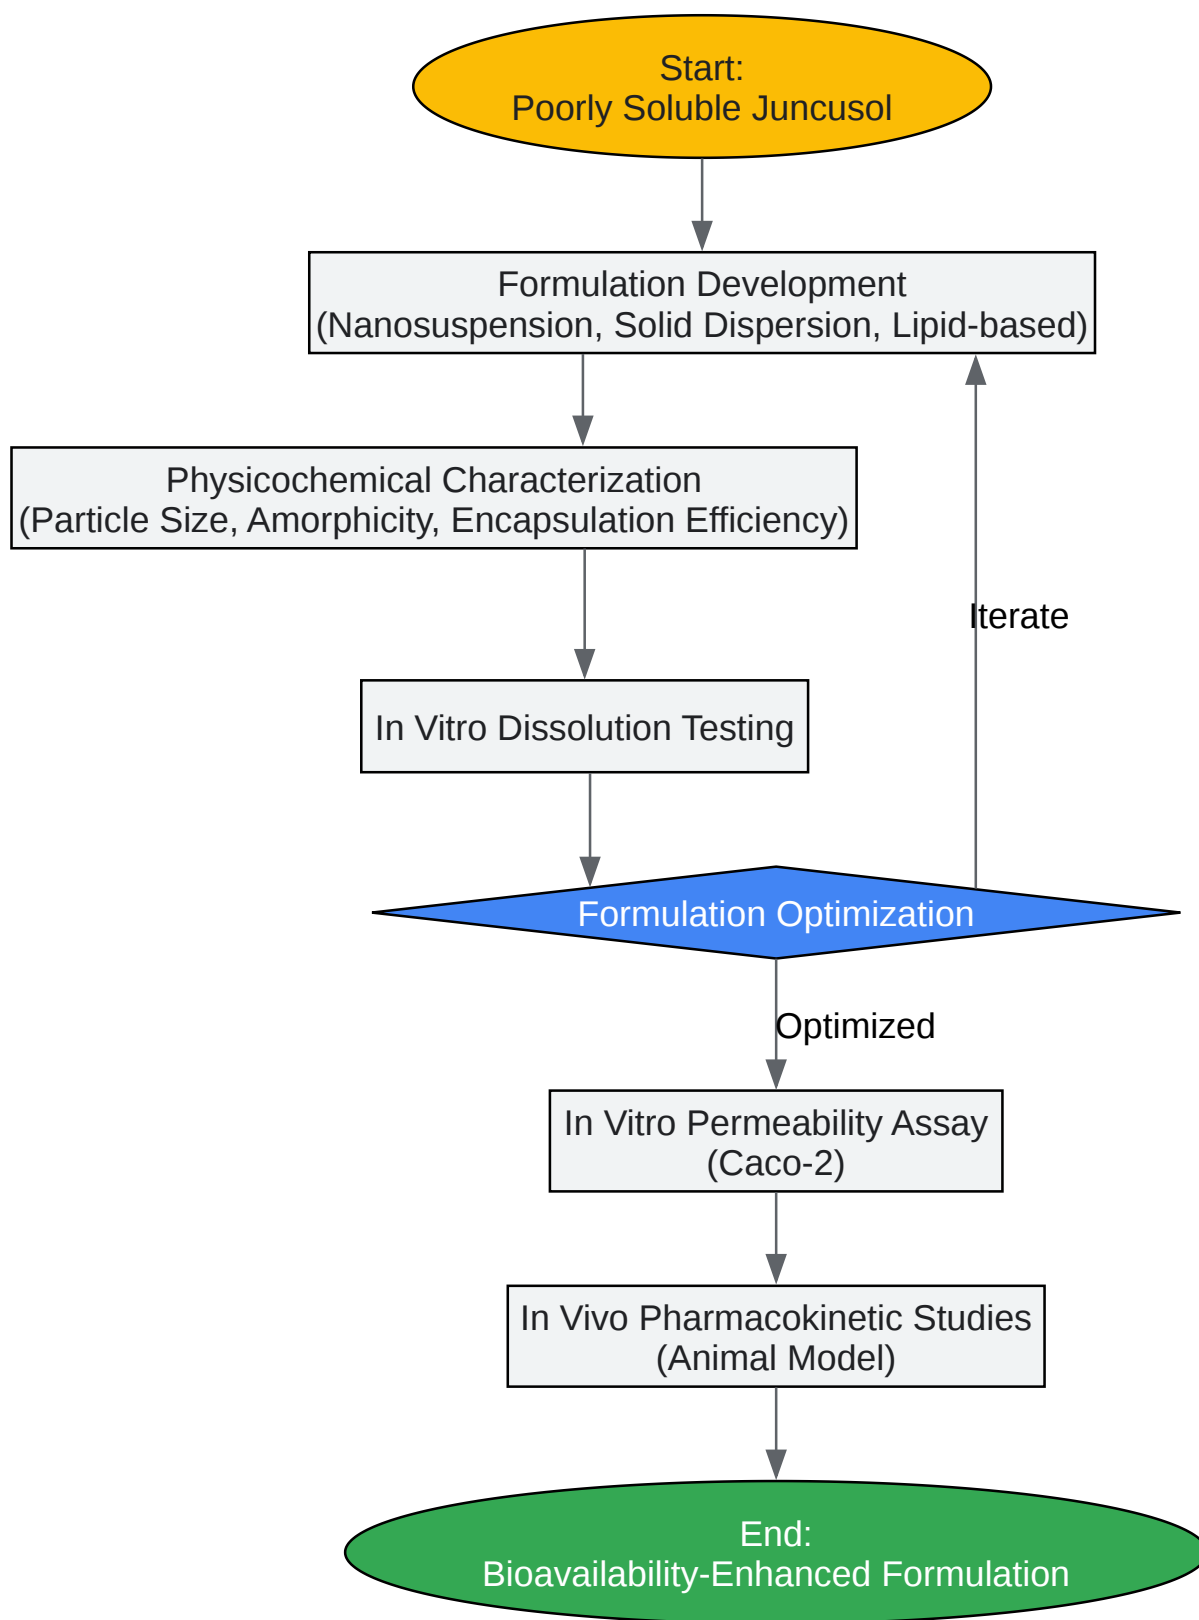 Start:
Poorly Soluble Juncusol
Formulation Development
(Nanosuspension, Solid Dispersion, Lipid-based)
Physicochemical Characterization
(Particle Size, Amorphicity, Encapsulation Efficiency)
Iterate
In Vitro Dissolution Testing
Formulation Optimization
Optimized
In Vitro Permeability Assay
(Caco-2)
In Vivo Pharmacokinetic Studies
(Animal Model)
End:
Bioavailability-Enhanced Formulation